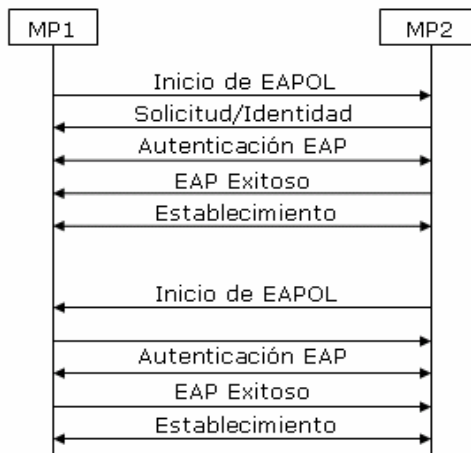 MP1 MP2
Inicio de EAPOL
Solicitud/Identidad
Autenticación EAP
EAP Exitoso
Establecimiento
Inicio de EAPOL
Autenticación EAP
EAP Exitoso
Establecimiento